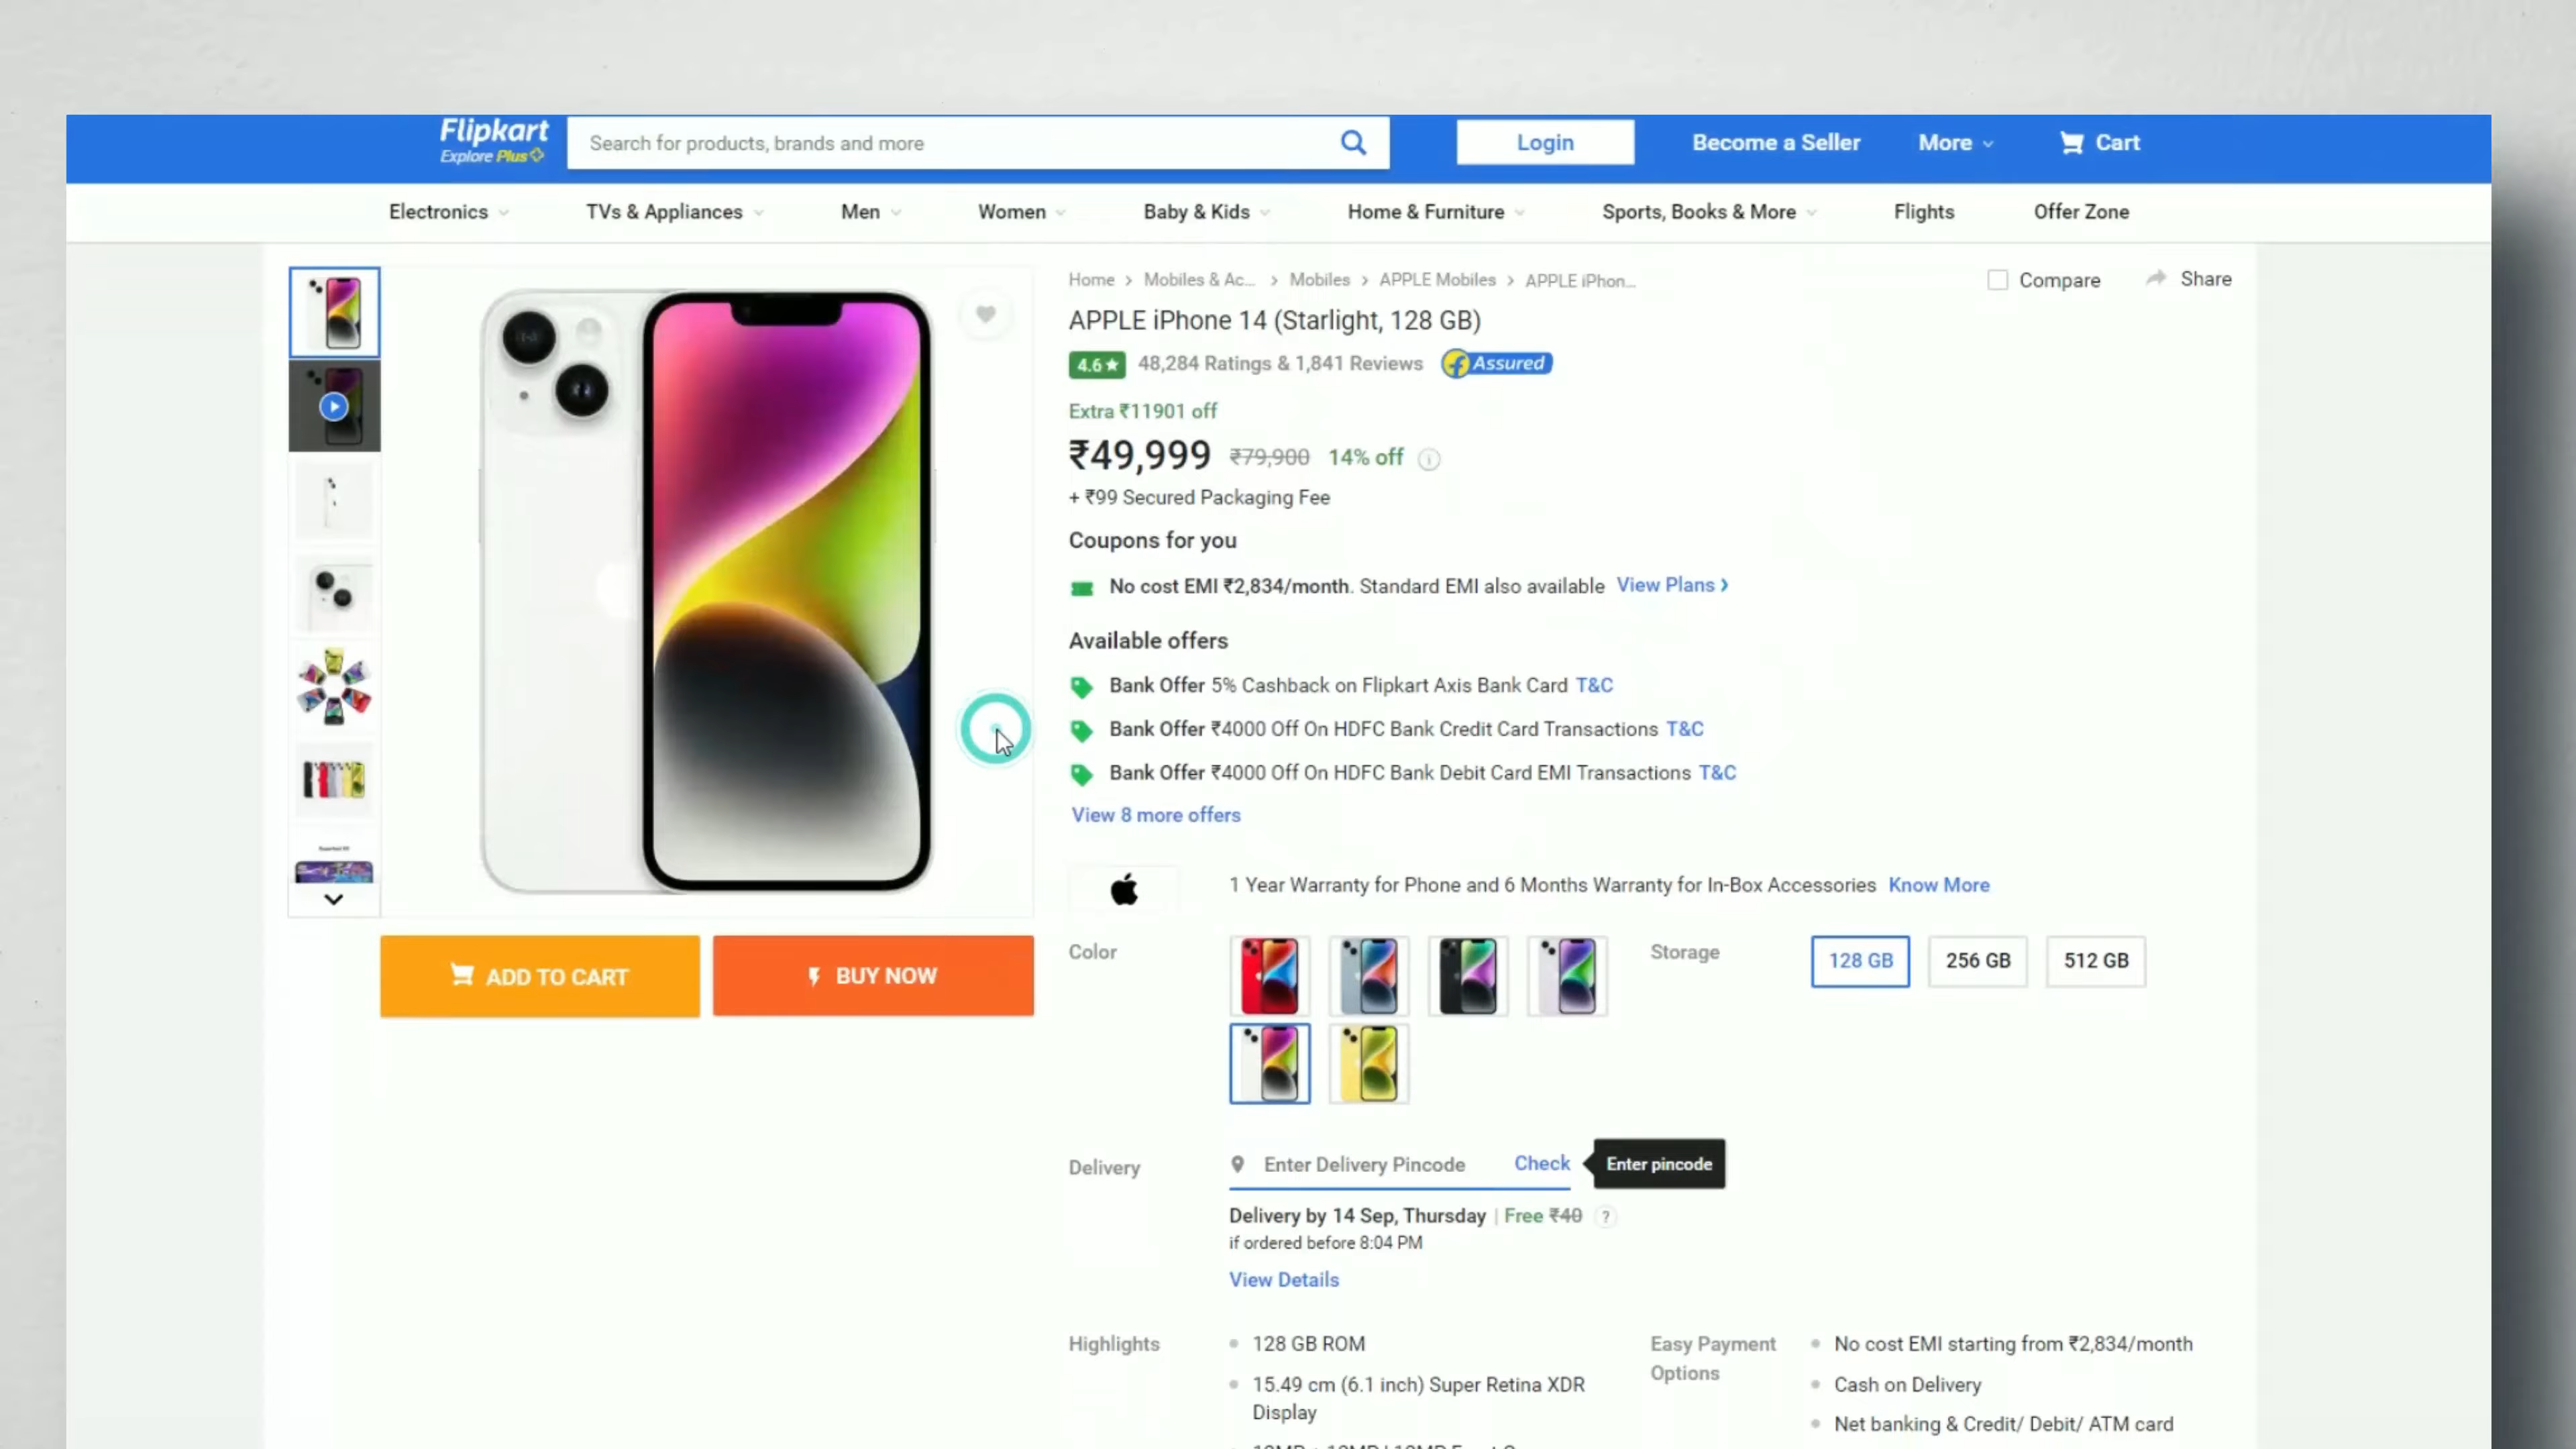 Flipkart
Explore Plus
Search for products, brands and more
Login
Become a Seller
More
Cart
Electronics
TVs & Appliances
Men
Women
Baby & Kids
Home & Furniture
Sports, Books & More
Flights
Offer Zone
Home > Mobiles & Ac... > Mobiles > APPLE Mobiles > APPLE iPhon...
Compare
Share
APPLE iPhone 14 (Starlight, 128 GB)
4.6★ 48,284 Ratings & 1,841 Reviews
Assured
Extra ₹11901 off
₹49,999 ₹79,900 14% off
+ ₹99 Secured Packaging Fee
Coupons for you
No cost EMI ₹2,834/month. Standard EMI also available View Plans >
Available offers
Bank Offer 5% Cashback on Flipkart Axis Bank Card T&C
Bank Offer ₹4000 Off On HDFC Bank Credit Card Transactions T&C
Bank Offer ₹4000 Off On HDFC Bank Debit Card EMI Transactions T&C
View 8 more offers
1 Year Warranty for Phone and 6 Months Warranty for In-Box Accessories Know More
ADD TO CART
BUY NOW
Color
Storage
128 GB
256 GB
512 GB
Delivery
Enter Delivery Pincode
Check
Enter pincode
Delivery by 14 Sep, Thursday | Free ₹40 ?
if ordered before 8:04 PM
View Details
Highlights
128 GB ROM
15.49 cm (6.1 inch) Super Retina XDR
Display
Easy Payment
Options
No cost EMI starting from ₹2,834/month
Cash on Delivery
Net banking & Credit/ Debit/ ATM card